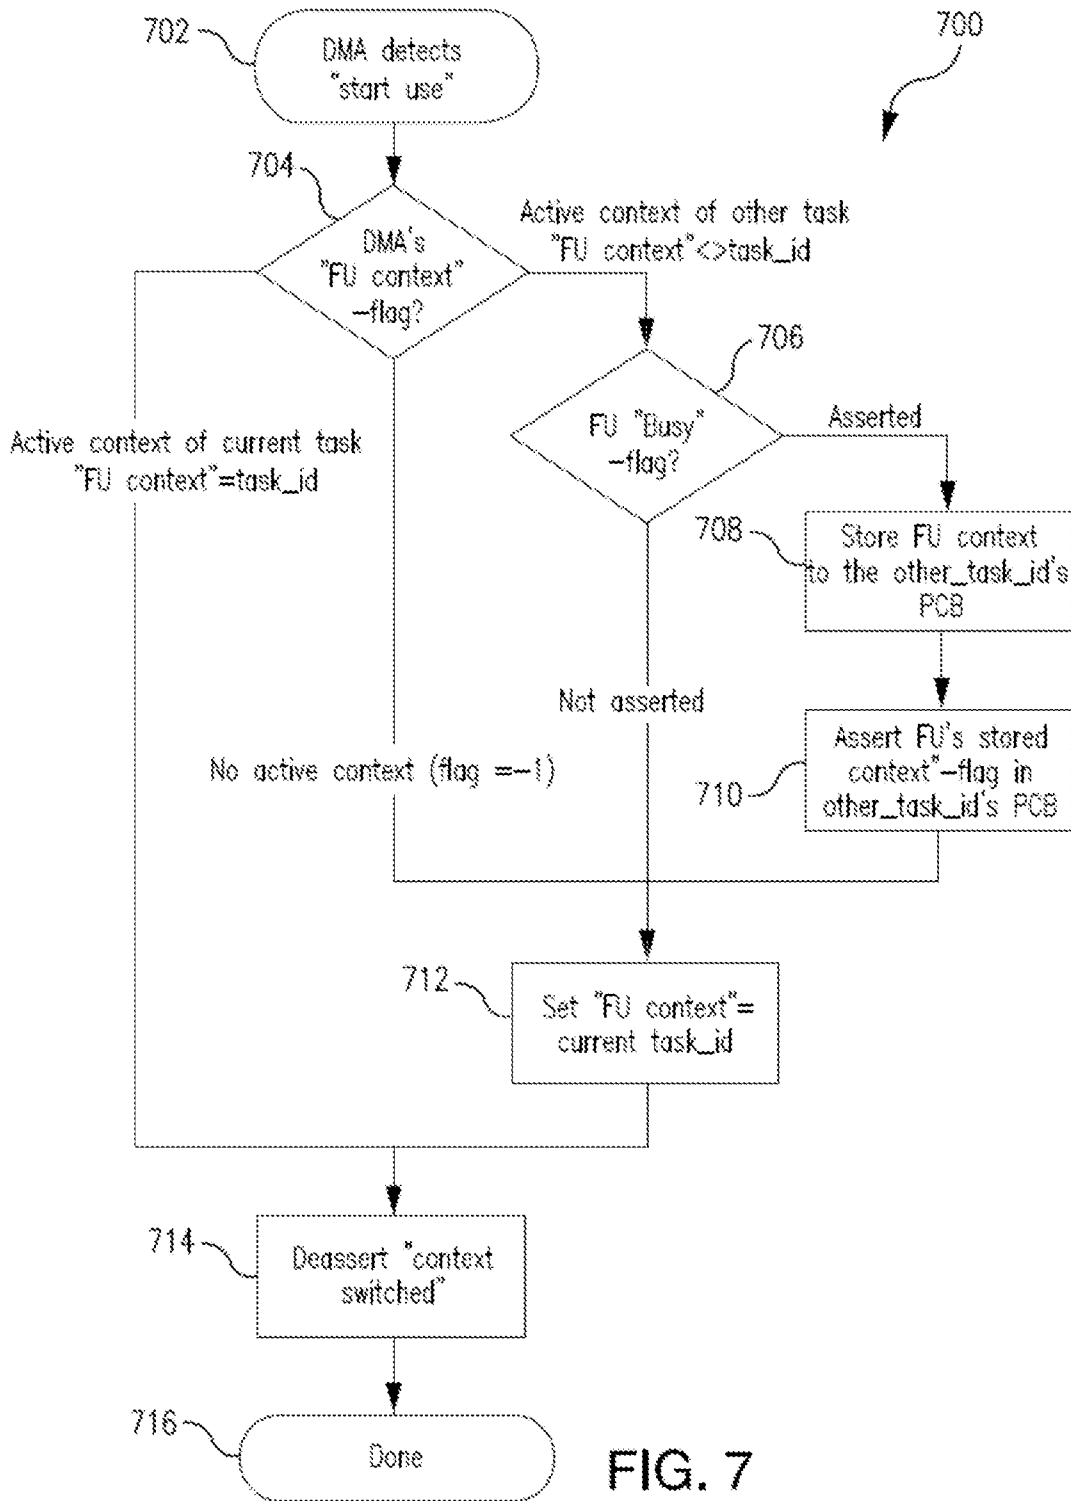 702
DMA detects
"start use"
700
704
DMA's
"FU context"
-flag?
Active context of other task
"FU context"<>task_id
706
FU "Busy"
-flag?
Asserted
Active context of current task
"FU context"=task_id
708
Store FU context
to the other_task_id's
PCB
Not asserted
No active context (flag =-1)
710
Assert FU's stored
context"-flag in
other_task_id's PCB
712
Set "FU context"=
current task_id
714
Deassert "context
switched"
716
Done
FIG. 7